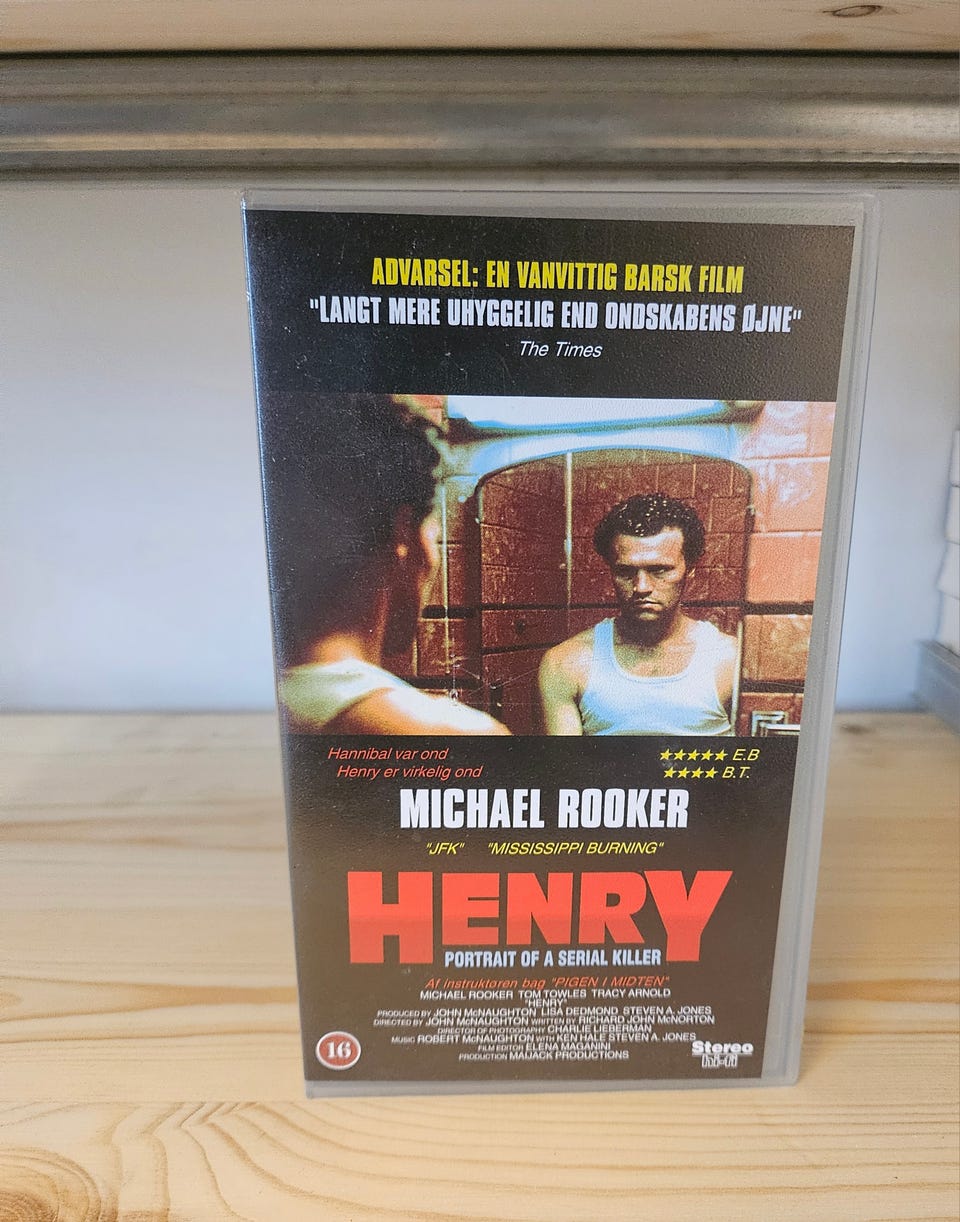 ADVARSEL: EN VANVITTIG BARSK FILM
"LANGT MERE UHYGGELIG END ONDSKABENS ØJNE"
The Times
Hannibal var ond
Henry er virkelig ond
★★★★★ E.B
★★★★ B.T.
MICHAEL ROOKER
"JFK" "MISSISSIPPI BURNING"
HENRY
PORTRAIT OF A SERIAL KILLER
Af instruktøren bag "PIGEN I MIDTEN"
MICHAEL ROOKER TOM TOWLES TRACY ARNOLD
"HENRY"
PRODUCED BY JOHN McNAUGHTON LISA DEDMOND STEVEN A. JONES
DIRECTED BY JOHN McNAUGHTON WRITTEN BY RICHARD JOHN McNORTON
DIRECTOR OF PHOTOGRAPHY CHARLIE LIEBERMAN
MUSIC ROBERT McNAUGHTON WITH KEN HALE STEVEN A. JONES
FILM EDITOR ELENA MAGANINI
PRODUCTION MAIJACK PRODUCTIONS
16
Stereo
hi-fi